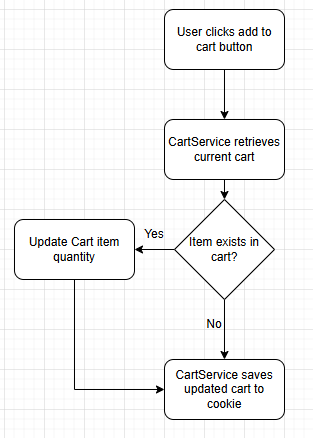 User clicks add to
cart button
CartService retrieves
current cart
Item exists in
cart?
Yes
Update Cart item
quantity
No
CartService saves
updated cart to
cookie